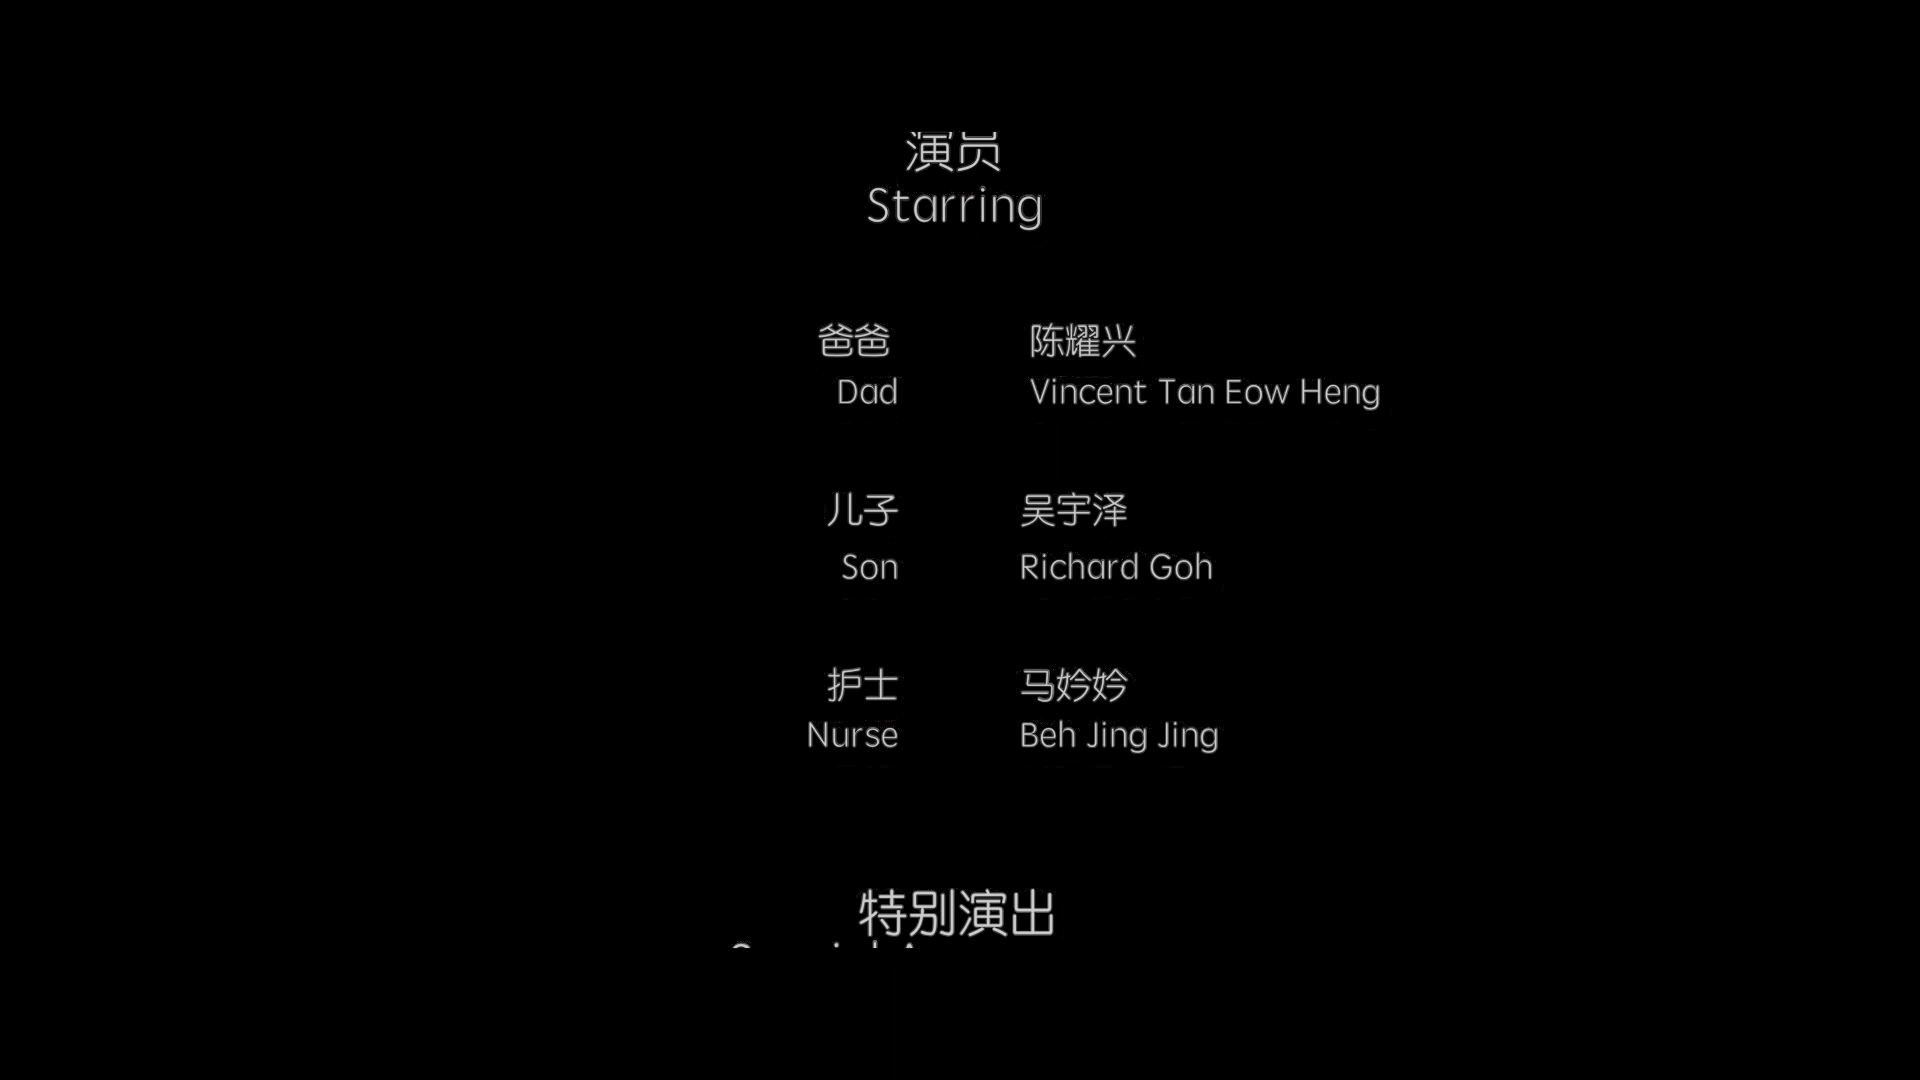 演员
Starring
爸爸 陈耀兴
Dad Vincent Tan Eow Heng
儿子 吴宇泽
Son Richard Goh
护士 马妗妗
Nurse Beh Jing Jing
特别演出